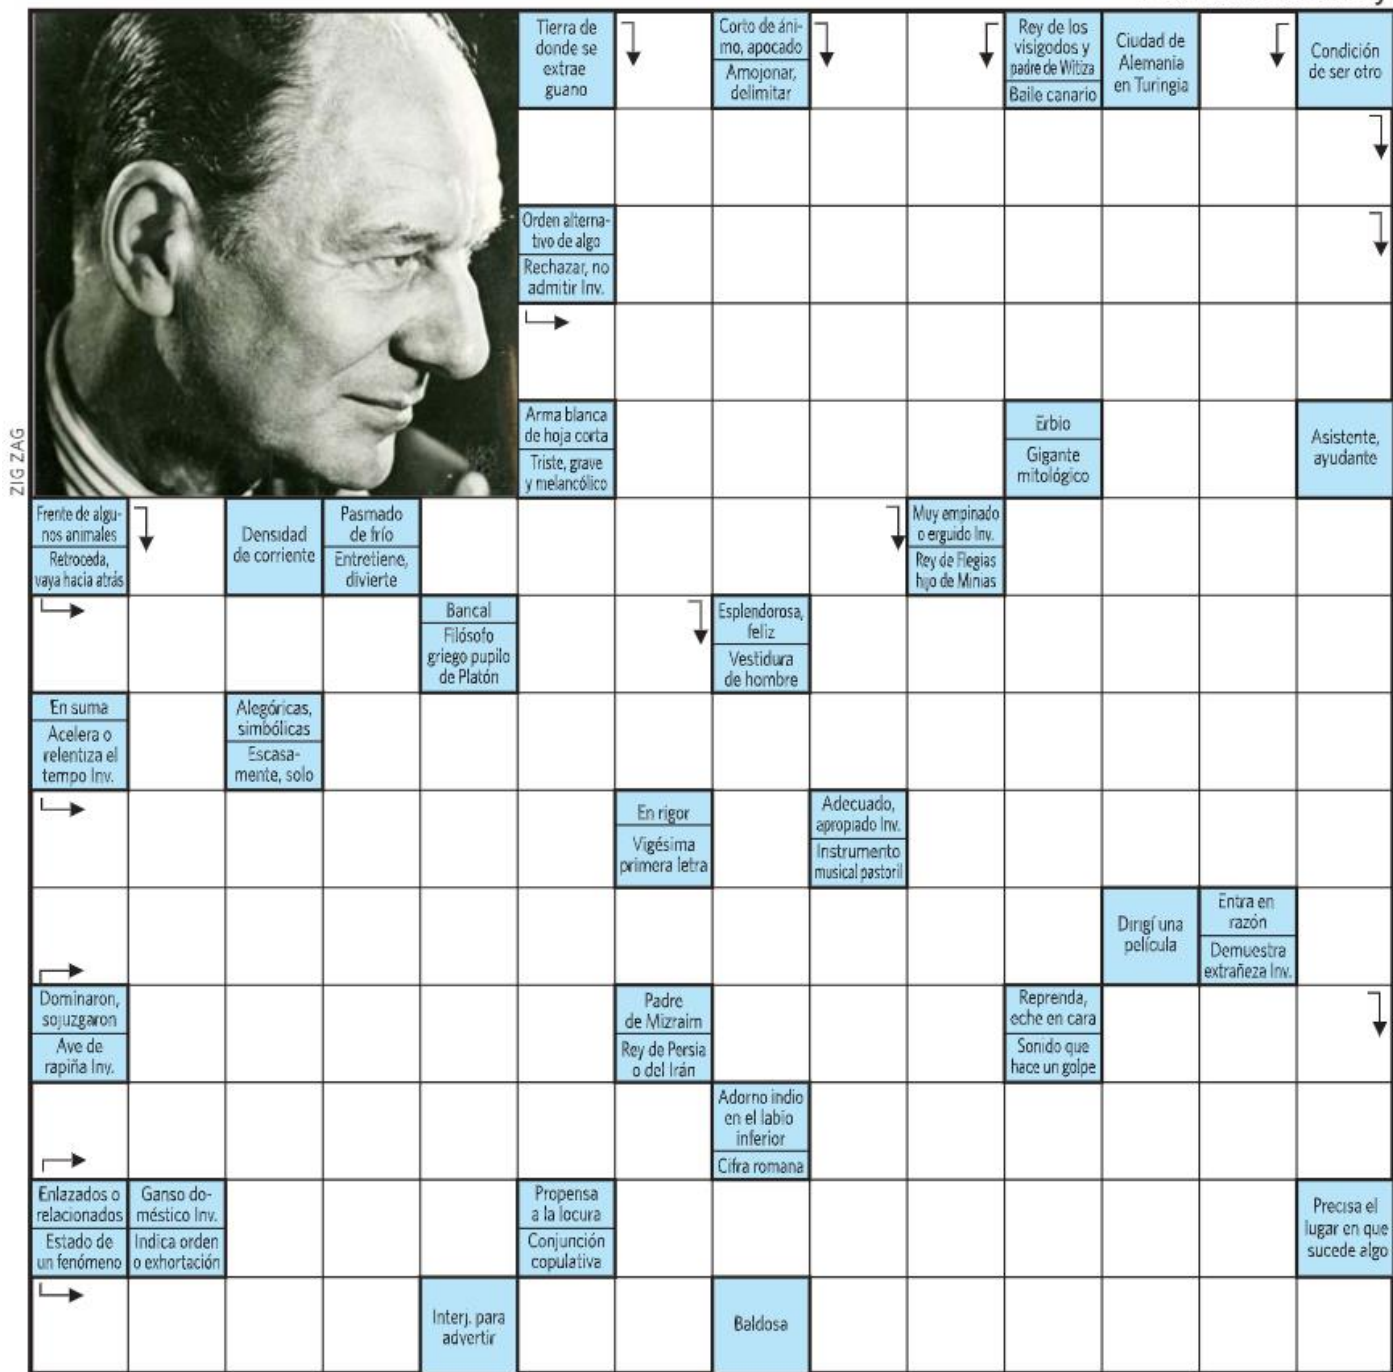 Tierra de
donde se
extrae
guano
Corto de áni-
mo, apocado
Amojonar,
delimitar
Rey de los
visigodos y
padre de Witiza
Baile canario
Ciudad de
Alemania
en Turingia
Condición
de ser otro
Orden alterna-
tivo de algo
Rechazar, no
admitir Inv.
ZIG ZAG
Arma blanca
de hoja corta
Triste, grave
y melancólico
Erbio
Gigante
mitológico
Asistente,
ayudante
Frente de algu-
nos animales
Retroceda,
vaya hacia atrás
Densidad
de corriente
Pasmado
de frío
Entretiene,
divierte
Muy empinado
o erguido Inv.
Rey de Flegias
hijo de Minias
Bancal
Filósofo
griego pupilo
de Platón
Esplendorosa,
feliz
Vestidura
de hombre
En suma
Acelera o
relentiza el
tempo Inv.
Alegóricas,
simbólicas
Escasa-
mente, solo
En rigor
Vigésima
primera letra
Adecuado,
apropiado Inv.
Instrumento
musical pastoril
Dirigí una
película
Entra en
razón
Demuestra
extrañeza Inv.
Dominaron,
sojuzgaron
Ave de
rapiña Inv.
Padre
de Mizraim
Rey de Persia
o del Irán
Reprenda,
eche en cara
Sonido que
hace un golpe
Adorno indio
en el labio
inferior
Cifra romana
Enlazados o
relacionados
Estado de
un fenómeno
Ganso do-
méstico Inv.
Indica orden
o exhortación
Propensa
a la locura
Conjunción
copulativa
Precisa el
lugar en que
sucede algo
Interj. para
advertir
Baldosa